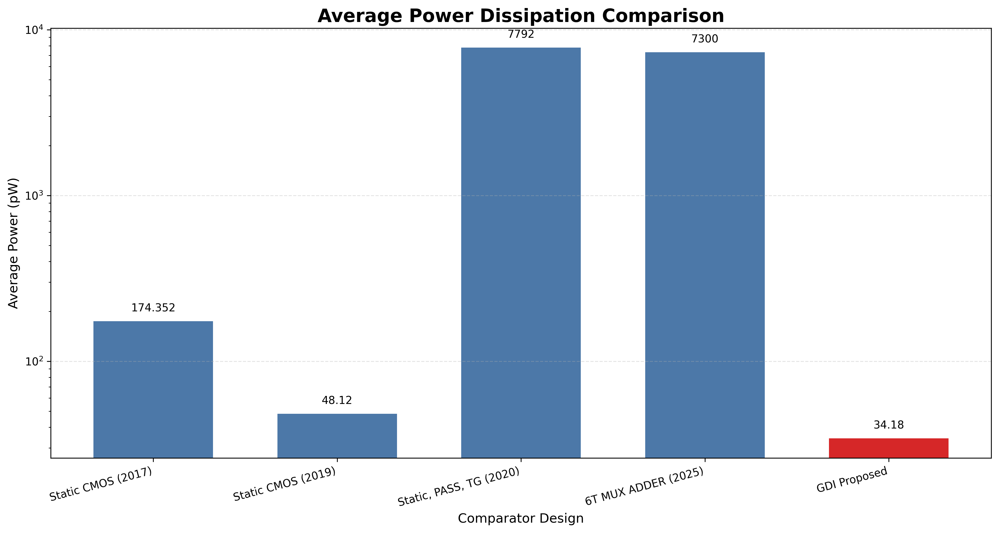 Average Power Dissipation Comparison
Average Power (pW)
10⁴
10³
10²
174.352
48.12
7792
7300
34.18
Static CMOS (2017)
Static CMOS (2019)
Static, PASS, TG (2020)
6T MUX ADDER (2025)
GDI Proposed
Comparator Design